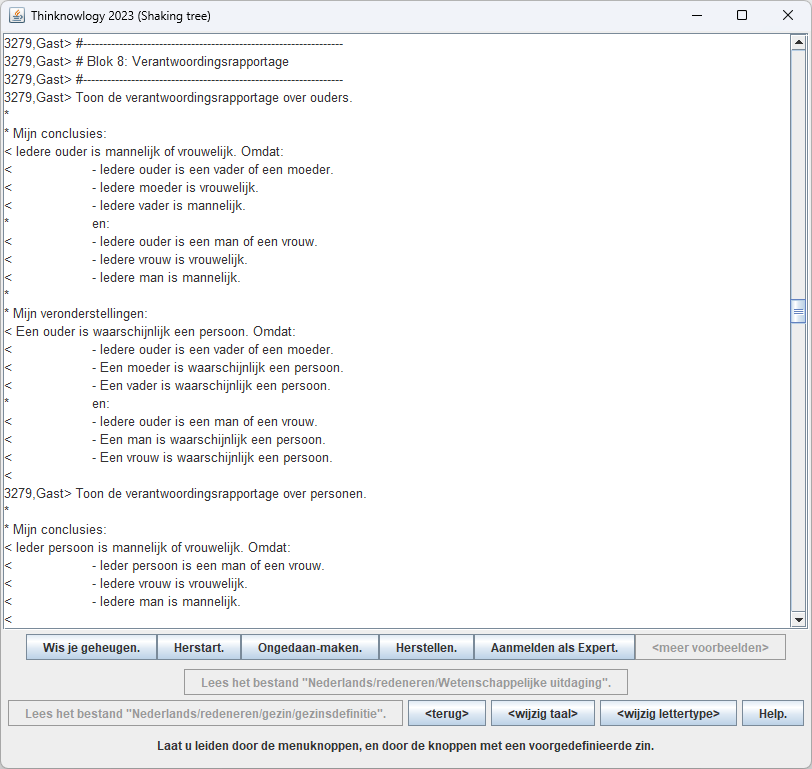 Thinknowlogy 2023 (Shaking tree)
3279,Gast> #-----------------------------------------------------------------
3279,Gast> # Blok 8: Verantwoordingsrapportage
3279,Gast> #-----------------------------------------------------------------
3279,Gast> Toon de verantwoordingsrapportage over ouders.
*
* Mijn conclusies:
< Iedere ouder is mannelijk of vrouwelijk. Omdat:
< - Iedere ouder is een vader of een moeder.
< - Iedere moeder is vrouwelijk.
< - Iedere vader is mannelijk.
* en:
< - Iedere ouder is een man of een vrouw.
< - Iedere vrouw is vrouwelijk.
< - Iedere man is mannelijk.
*
* Mijn veronderstellingen:
< Een ouder is waarschijnlijk een persoon. Omdat:
< - Iedere ouder is een vader of een moeder.
< - Een moeder is waarschijnlijk een persoon.
< - Een vader is waarschijnlijk een persoon.
* en:
< - Iedere ouder is een man of een vrouw.
< - Een man is waarschijnlijk een persoon.
< - Een vrouw is waarschijnlijk een persoon.
<
3279,Gast> Toon de verantwoordingsrapportage over personen.
*
* Mijn conclusies:
< Ieder persoon is mannelijk of vrouwelijk. Omdat:
< - Ieder persoon is een man of een vrouw.
< - Iedere vrouw is vrouwelijk.
< - Iedere man is mannelijk.
<
Wis je geheugen. Herstart. Ongedaan-maken. Herstellen. Aanmelden als Expert. <meer voorbeelden>
Lees het bestand "Nederlands/redeneren/Wetenschappelijke uitdaging".
Lees het bestand "Nederlands/redeneren/gezin/gezinsdefinitie". <terug> <wijzig taal> <wijzig lettertype> Help.
Laat u leiden door de menuknoppen, en door de knoppen met een voorgedefinieerde zin.